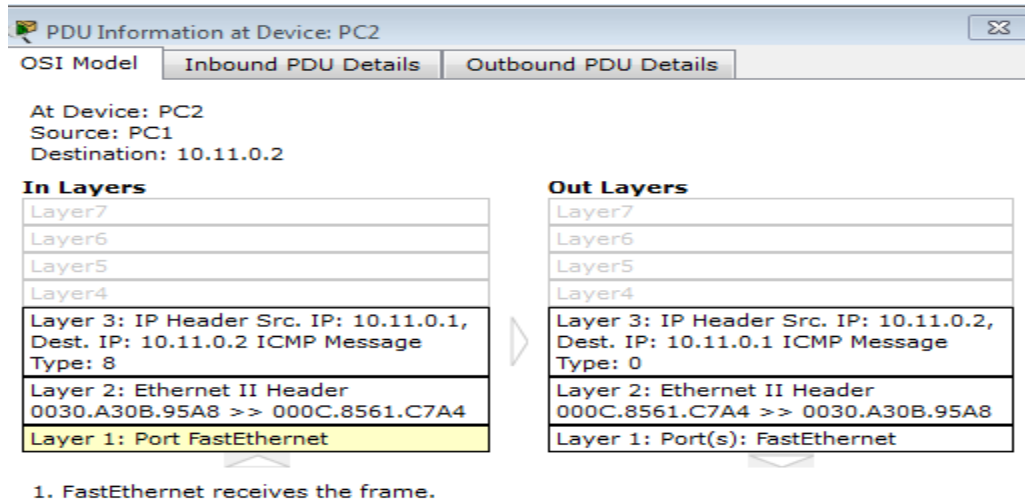 PDU Information at Device: PC2
OSI Model
Inbound PDU Details
Outbound PDU Details
At Device: PC2
Source: PC1
Destination: 10.11.0.2
In Layers
Layer7
Layer6
Layer5
Layer4
Layer 3: IP Header Src. IP: 10.11.0.1,
Dest. IP: 10.11.0.2 ICMP Message
Type: 8
Layer 2: Ethernet II Header
0030.A30B.95A8 >> 000C.8561.C7A4
Layer 1: Port FastEthernet
Out Layers
Layer7
Layer6
Layer5
Layer4
Layer 3: IP Header Src. IP: 10.11.0.2,
Dest. IP: 10.11.0.1 ICMP Message
Type: 0
Layer 2: Ethernet II Header
000C.8561.C7A4 >> 0030.A30B.95A8
Layer 1: Port(s): FastEthernet
1. FastEthernet receives the frame.